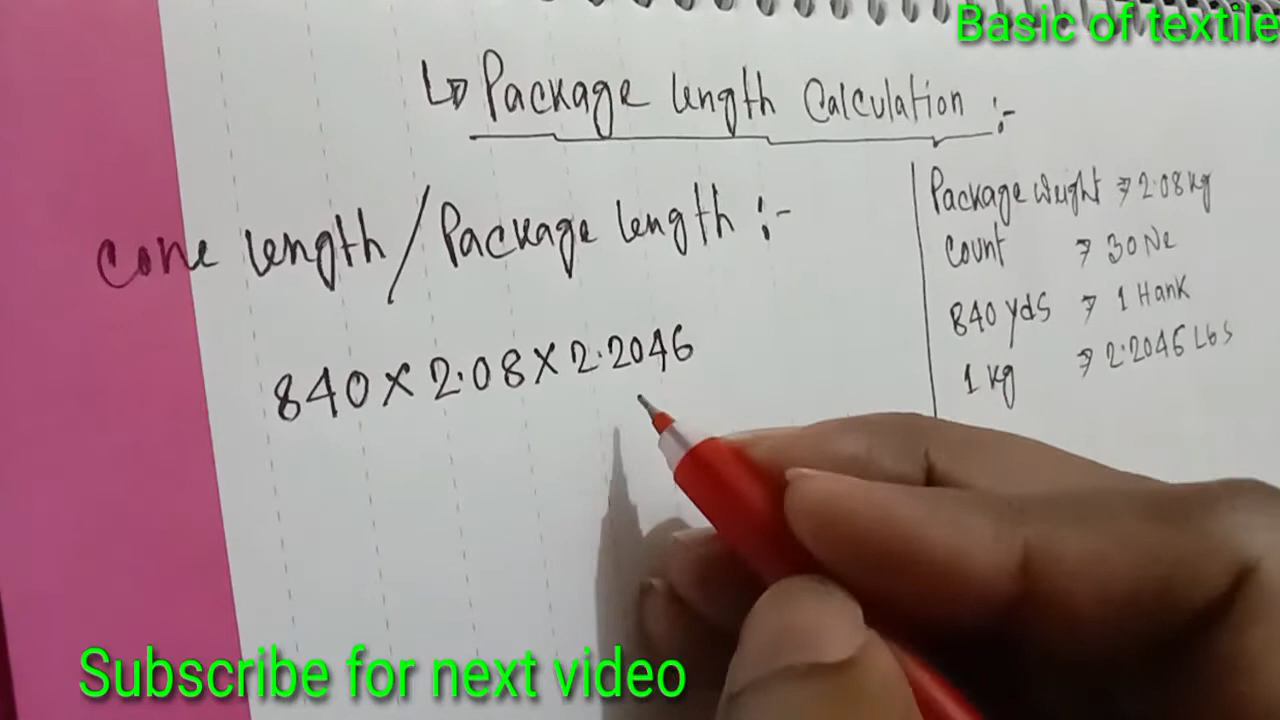 Basic of textile
↳ Package length Calculation :-
Cone length / Package length :-
840 × 2.08 × 2.2046
Package weight ⇒ 2.08 kg
Count ⇒ 30 Ne
840 yds ⇒ 1 Hank
1 kg ⇒ 2.2046 Lbs
Subscribe for next video